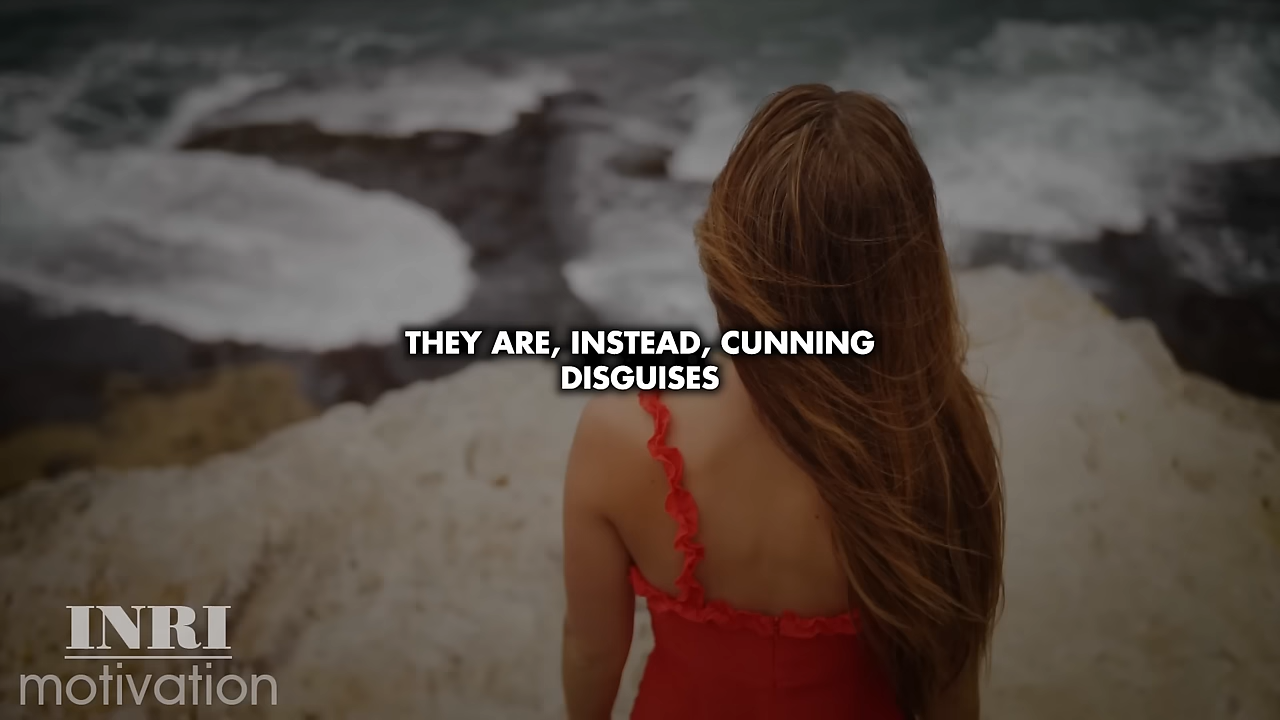 THEY ARE, INSTEAD, CUNNING
DISGUISES
INRI
motivation